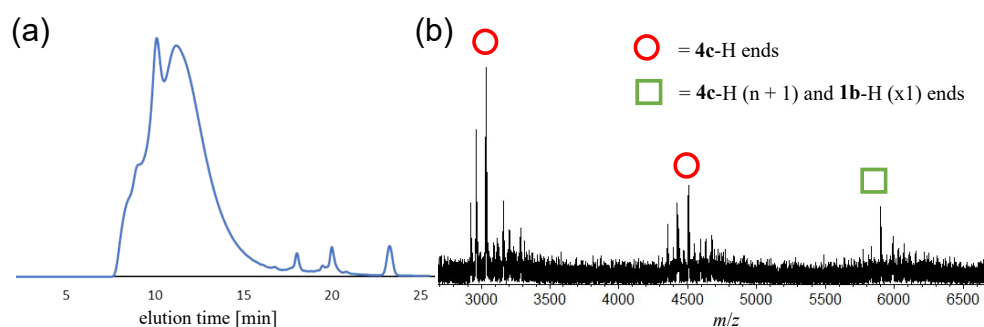 (a)
5 10 15 20 25
elution time [min]
(b)
= 4c-H ends
= 4c-H (n + 1) and 1b-H (x1) ends
3000 3500 4000 4500 5000 5500 6000 6500
m/z